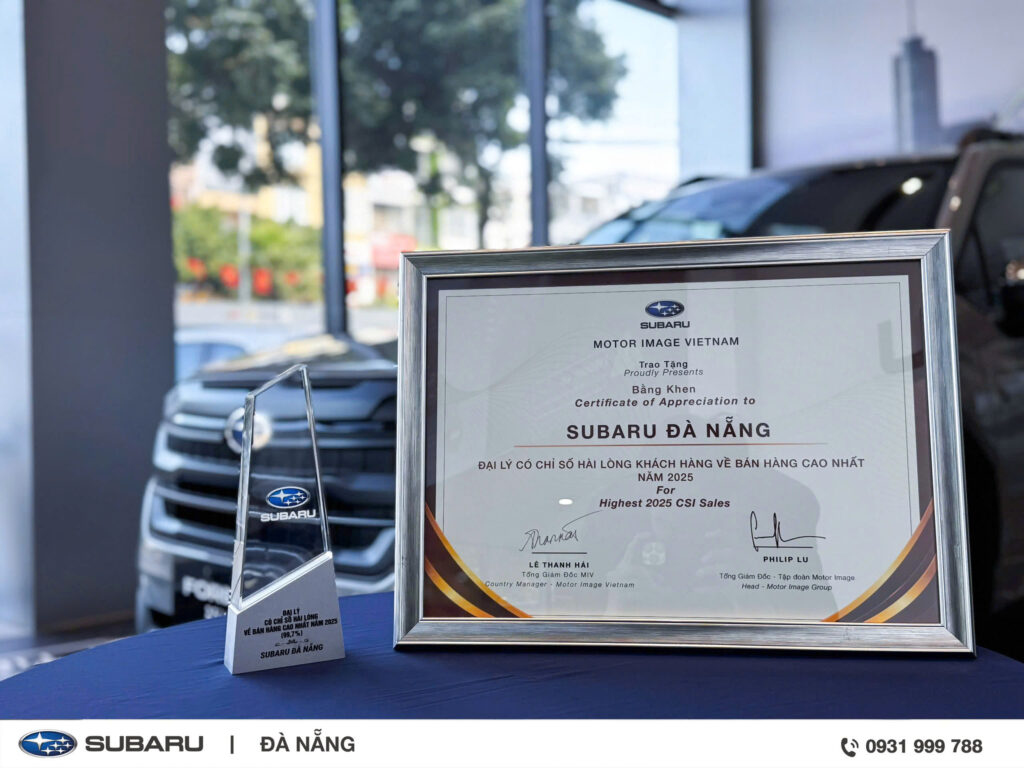 SUBARU
MOTOR IMAGE VIETNAM
Trao Tặng
Proudly Presents
Bằng Khen
Certificate of Appreciation to
SUBARU ĐÀ NẴNG
ĐẠI LÝ CÓ CHỈ SỐ HÀI LÒNG KHÁCH HÀNG VỀ BÁN HÀNG CAO NHẤT
NĂM 2025
For
Highest 2025 CSI Sales
LÊ THANH HẢI
Tổng Giám Đốc MIV
Country Manager - Motor Image Vietnam
PHILIP LU
Tổng Giám Đốc - Tập đoàn Motor Image
Head - Motor Image Group
SUBARU
ĐẠI LÝ
CÓ CHỈ SỐ HÀI LÒNG
VỀ BÁN HÀNG CAO NHẤT NĂM 2025
(99,7%)
SUBARU ĐÀ NẴNG
SUBARU | ĐÀ NẴNG
0931 999 788